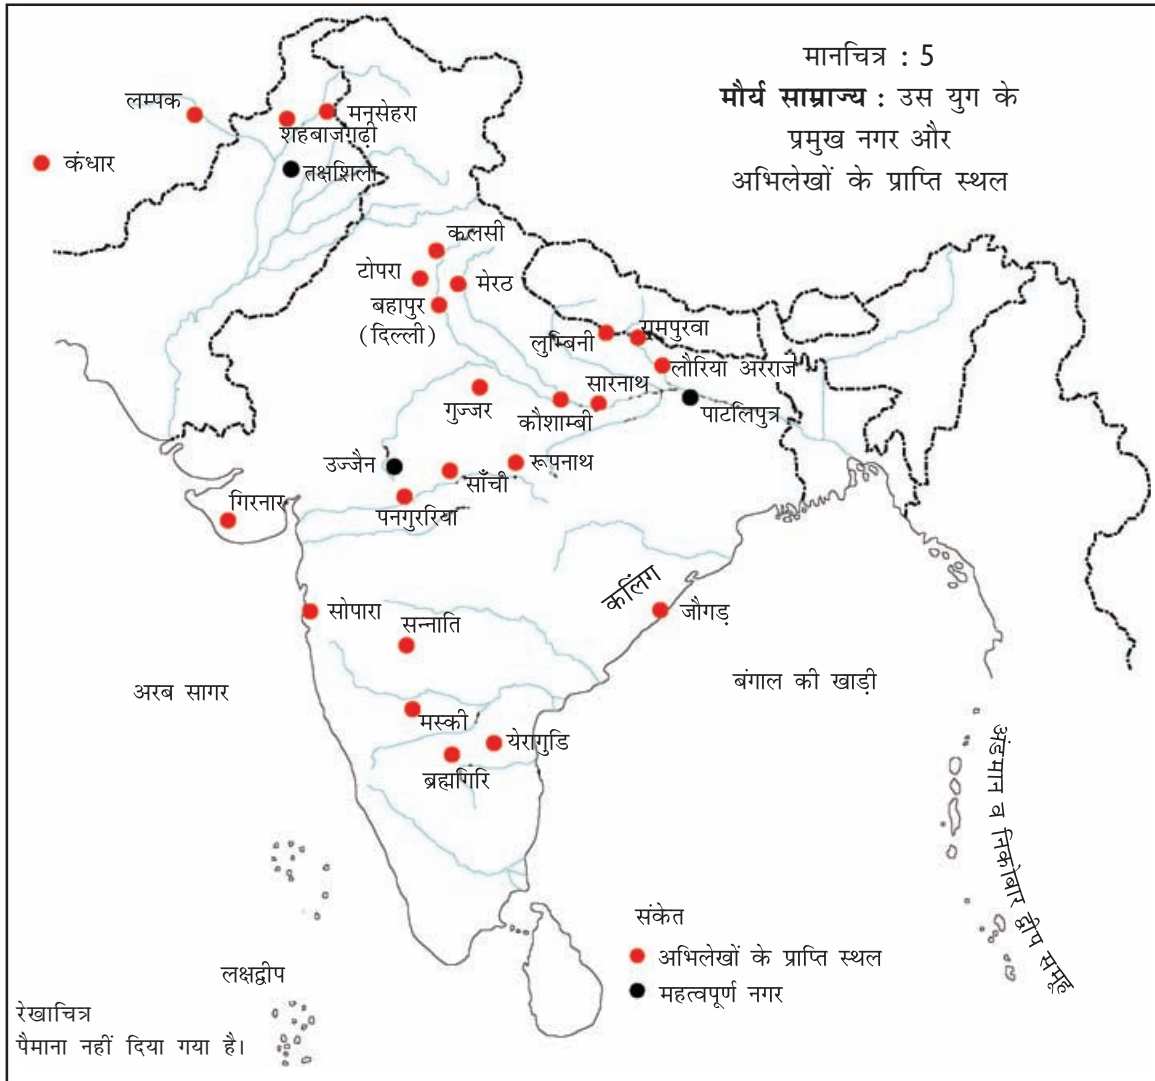 मानचित्र : 5
मौर्य साम्राज्य : उस युग के
प्रमुख नगर और
अभिलेखों के प्राप्ति स्थल
लम्पक
मनसेहरा
शहबाजगढ़ी
कंधार
तक्षशिला
कलसी
टोपरा
मेरठ
बहापुर
(दिल्ली)
लुम्बिनी
रामपुरवा
लौरिया अरराज
सारनाथ
गुज्जर
कौशाम्बी
पाटलिपुत्र
उज्जैन
साँची
रूपनाथ
पनगुररिया
गिरनार
कलिंग
सोपारा
जौगड़
सन्नाति
अरब सागर
बंगाल की खाड़ी
मस्की
येरागुडि
ब्रह्मगिरि
अंडमान व निकोबार द्वीप समूह
संकेत
अभिलेखों के प्राप्ति स्थल
महत्वपूर्ण नगर
लक्षद्वीप
रेखाचित्र
पैमाना नहीं दिया गया है।